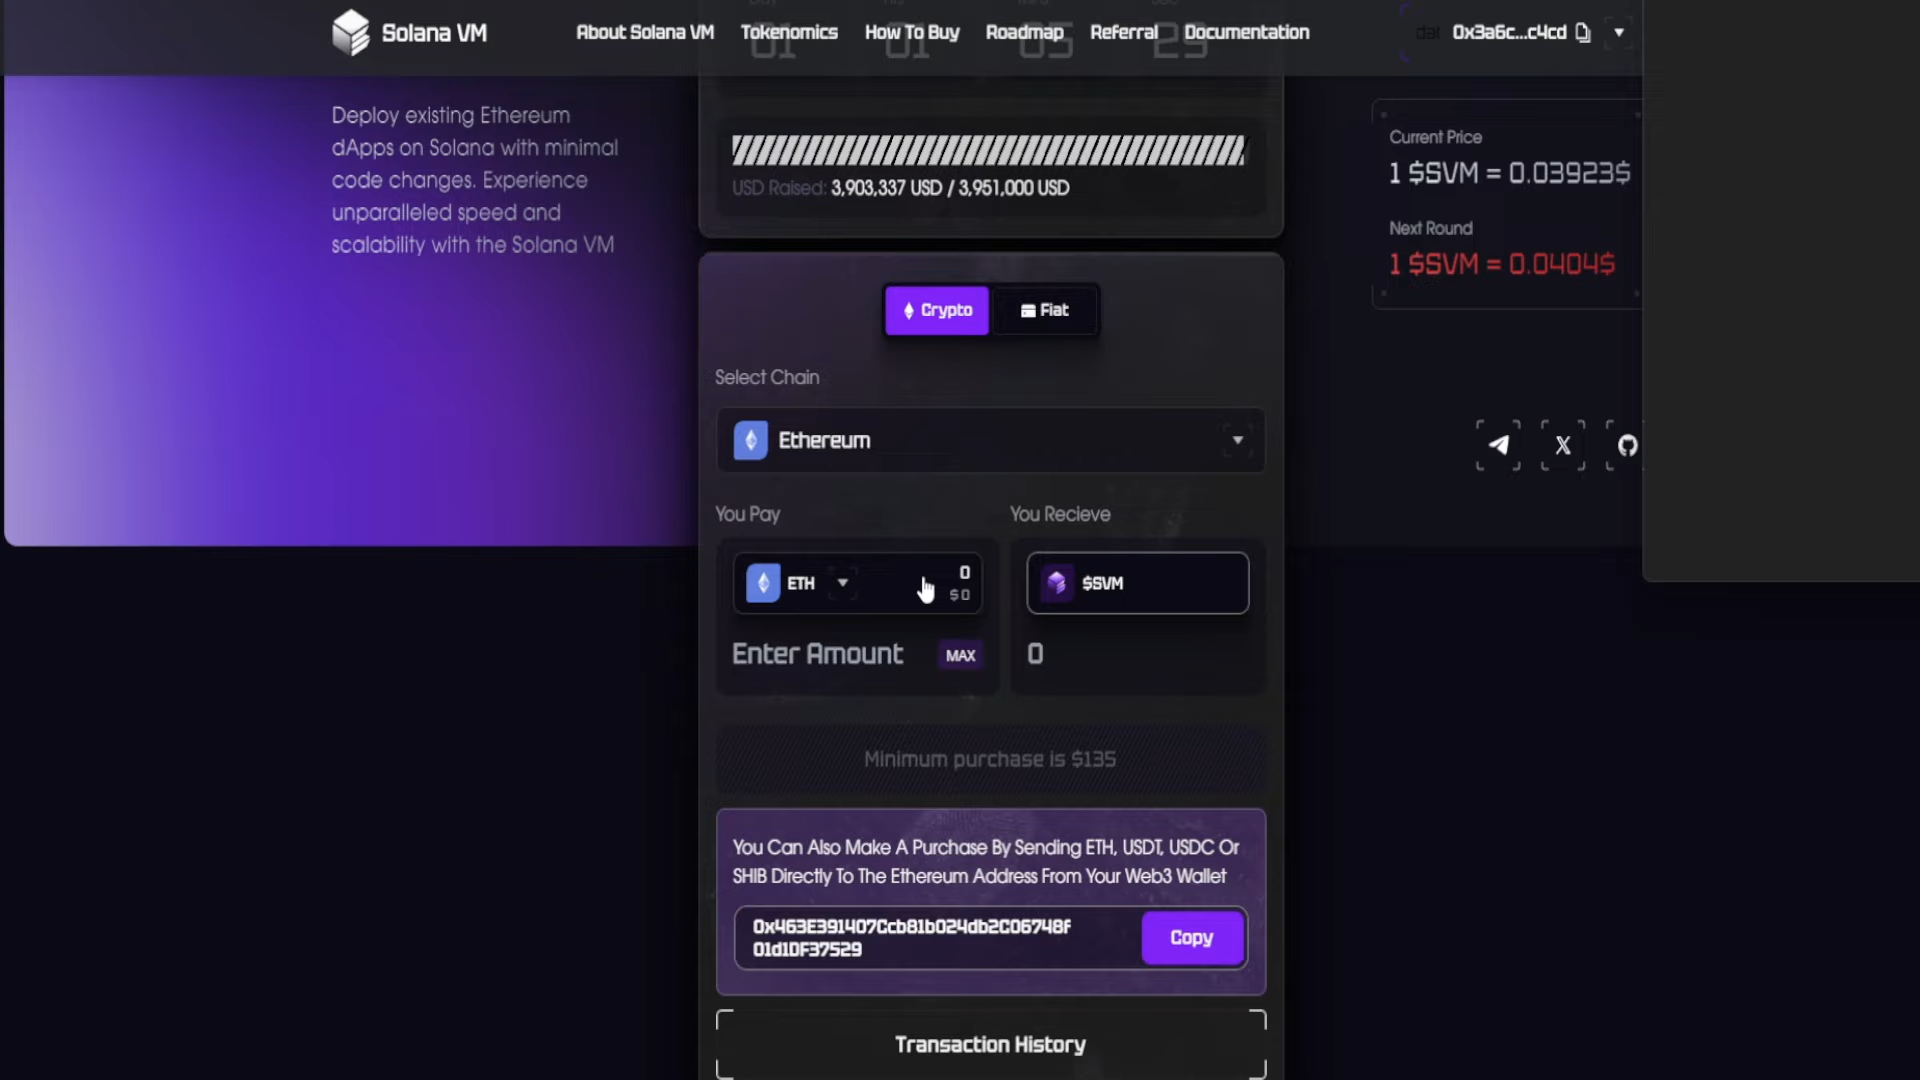 Solana VM
About Solana VM
Tokenomics
How To Buy
Roadmap
Referral
Documentation
0x3a6c...c4cd
01
01
05
29
Deploy existing Ethereum
dApps on Solana with minimal
code changes. Experience
unparalleled speed and
scalability with the Solana VM
USD Raised: 3,903,337 USD / 3,951,000 USD
Current Price
1 $SVM = 0.03923$
Next Round
1 $SVM = 0.0404$
Crypto
Fiat
Select Chain
Ethereum
You Pay
You Recieve
ETH
0
$0
$SVM
Enter Amount
MAX
0
Minimum purchase is $135
You Can Also Make A Purchase By Sending ETH, USDT, USDC Or
SHIB Directly To The Ethereum Address From Your Web3 Wallet
0x463E391407Ccb81b024db2C06748f
01d1DF37529
Copy
Transaction History